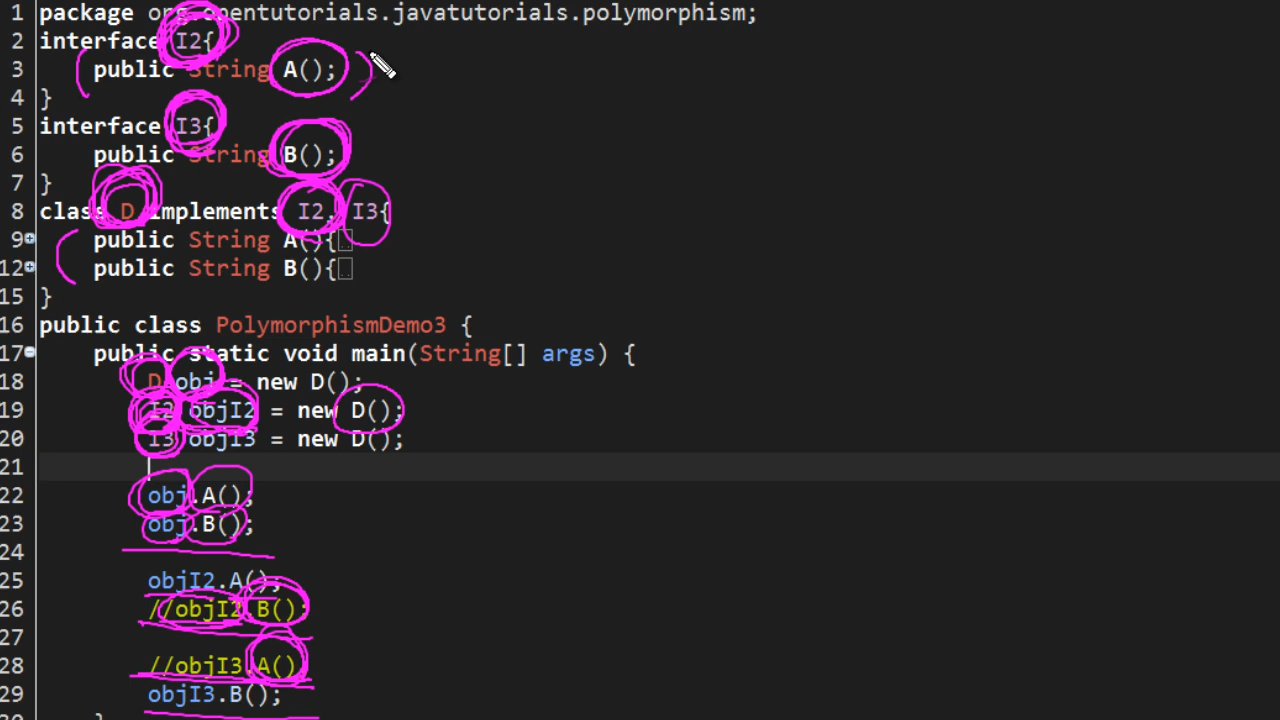 1 package org.opentutorials.javatutorials.polymorphism;
2 interface I2{
3 public String A();
4 }
5 interface I3{
6 public String B();
7 }
8 class D implements I2, I3{
9 public String A(){
12 public String B(){
15 }
16 public class PolymorphismDemo3 {
17 public static void main(String[] args) {
18 D obj = new D();
19 I2 objI2 = new D();
20 I3 objI3 = new D();
21
22 obj.A();
23 obj.B();
24
25 objI2.A();
26 //objI2.B();
27
28 //objI3.A()
29 objI3.B();
30 }